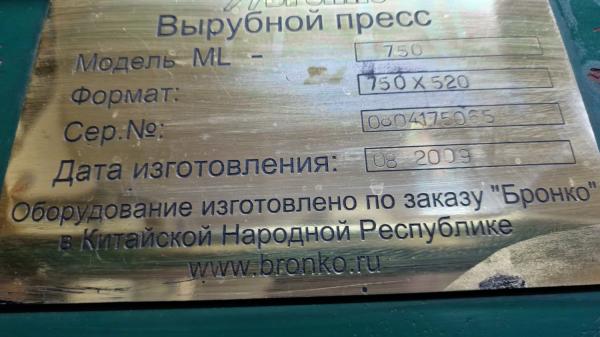 Вырубной пресс
Модель ML - 750
Формат: 750 X 520
Сер.№: 0804175065
Дата изготовления: 08 2009
Оборудование изготовлено по заказу "Бронко"
в Китайской Народной Республике
www.bronko.ru